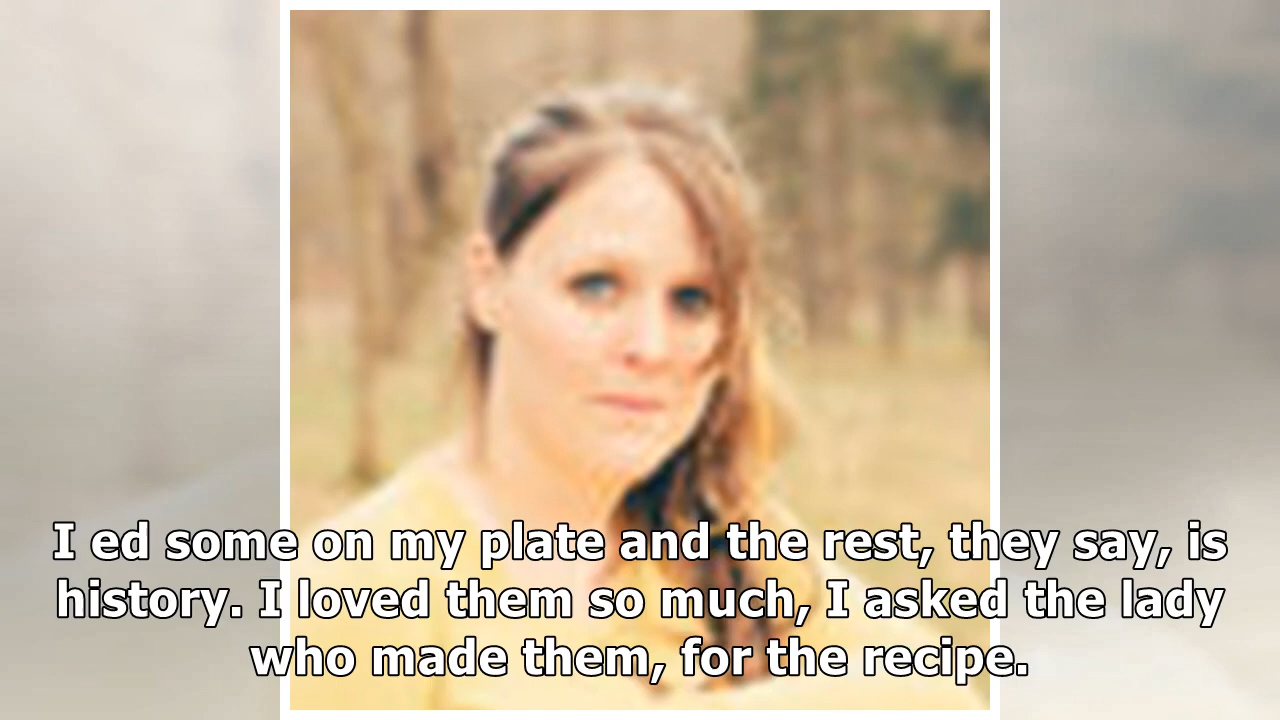 I ed some on my plate and the rest, they say, is
history. I loved them so much, I asked the lady
who made them, for the recipe.